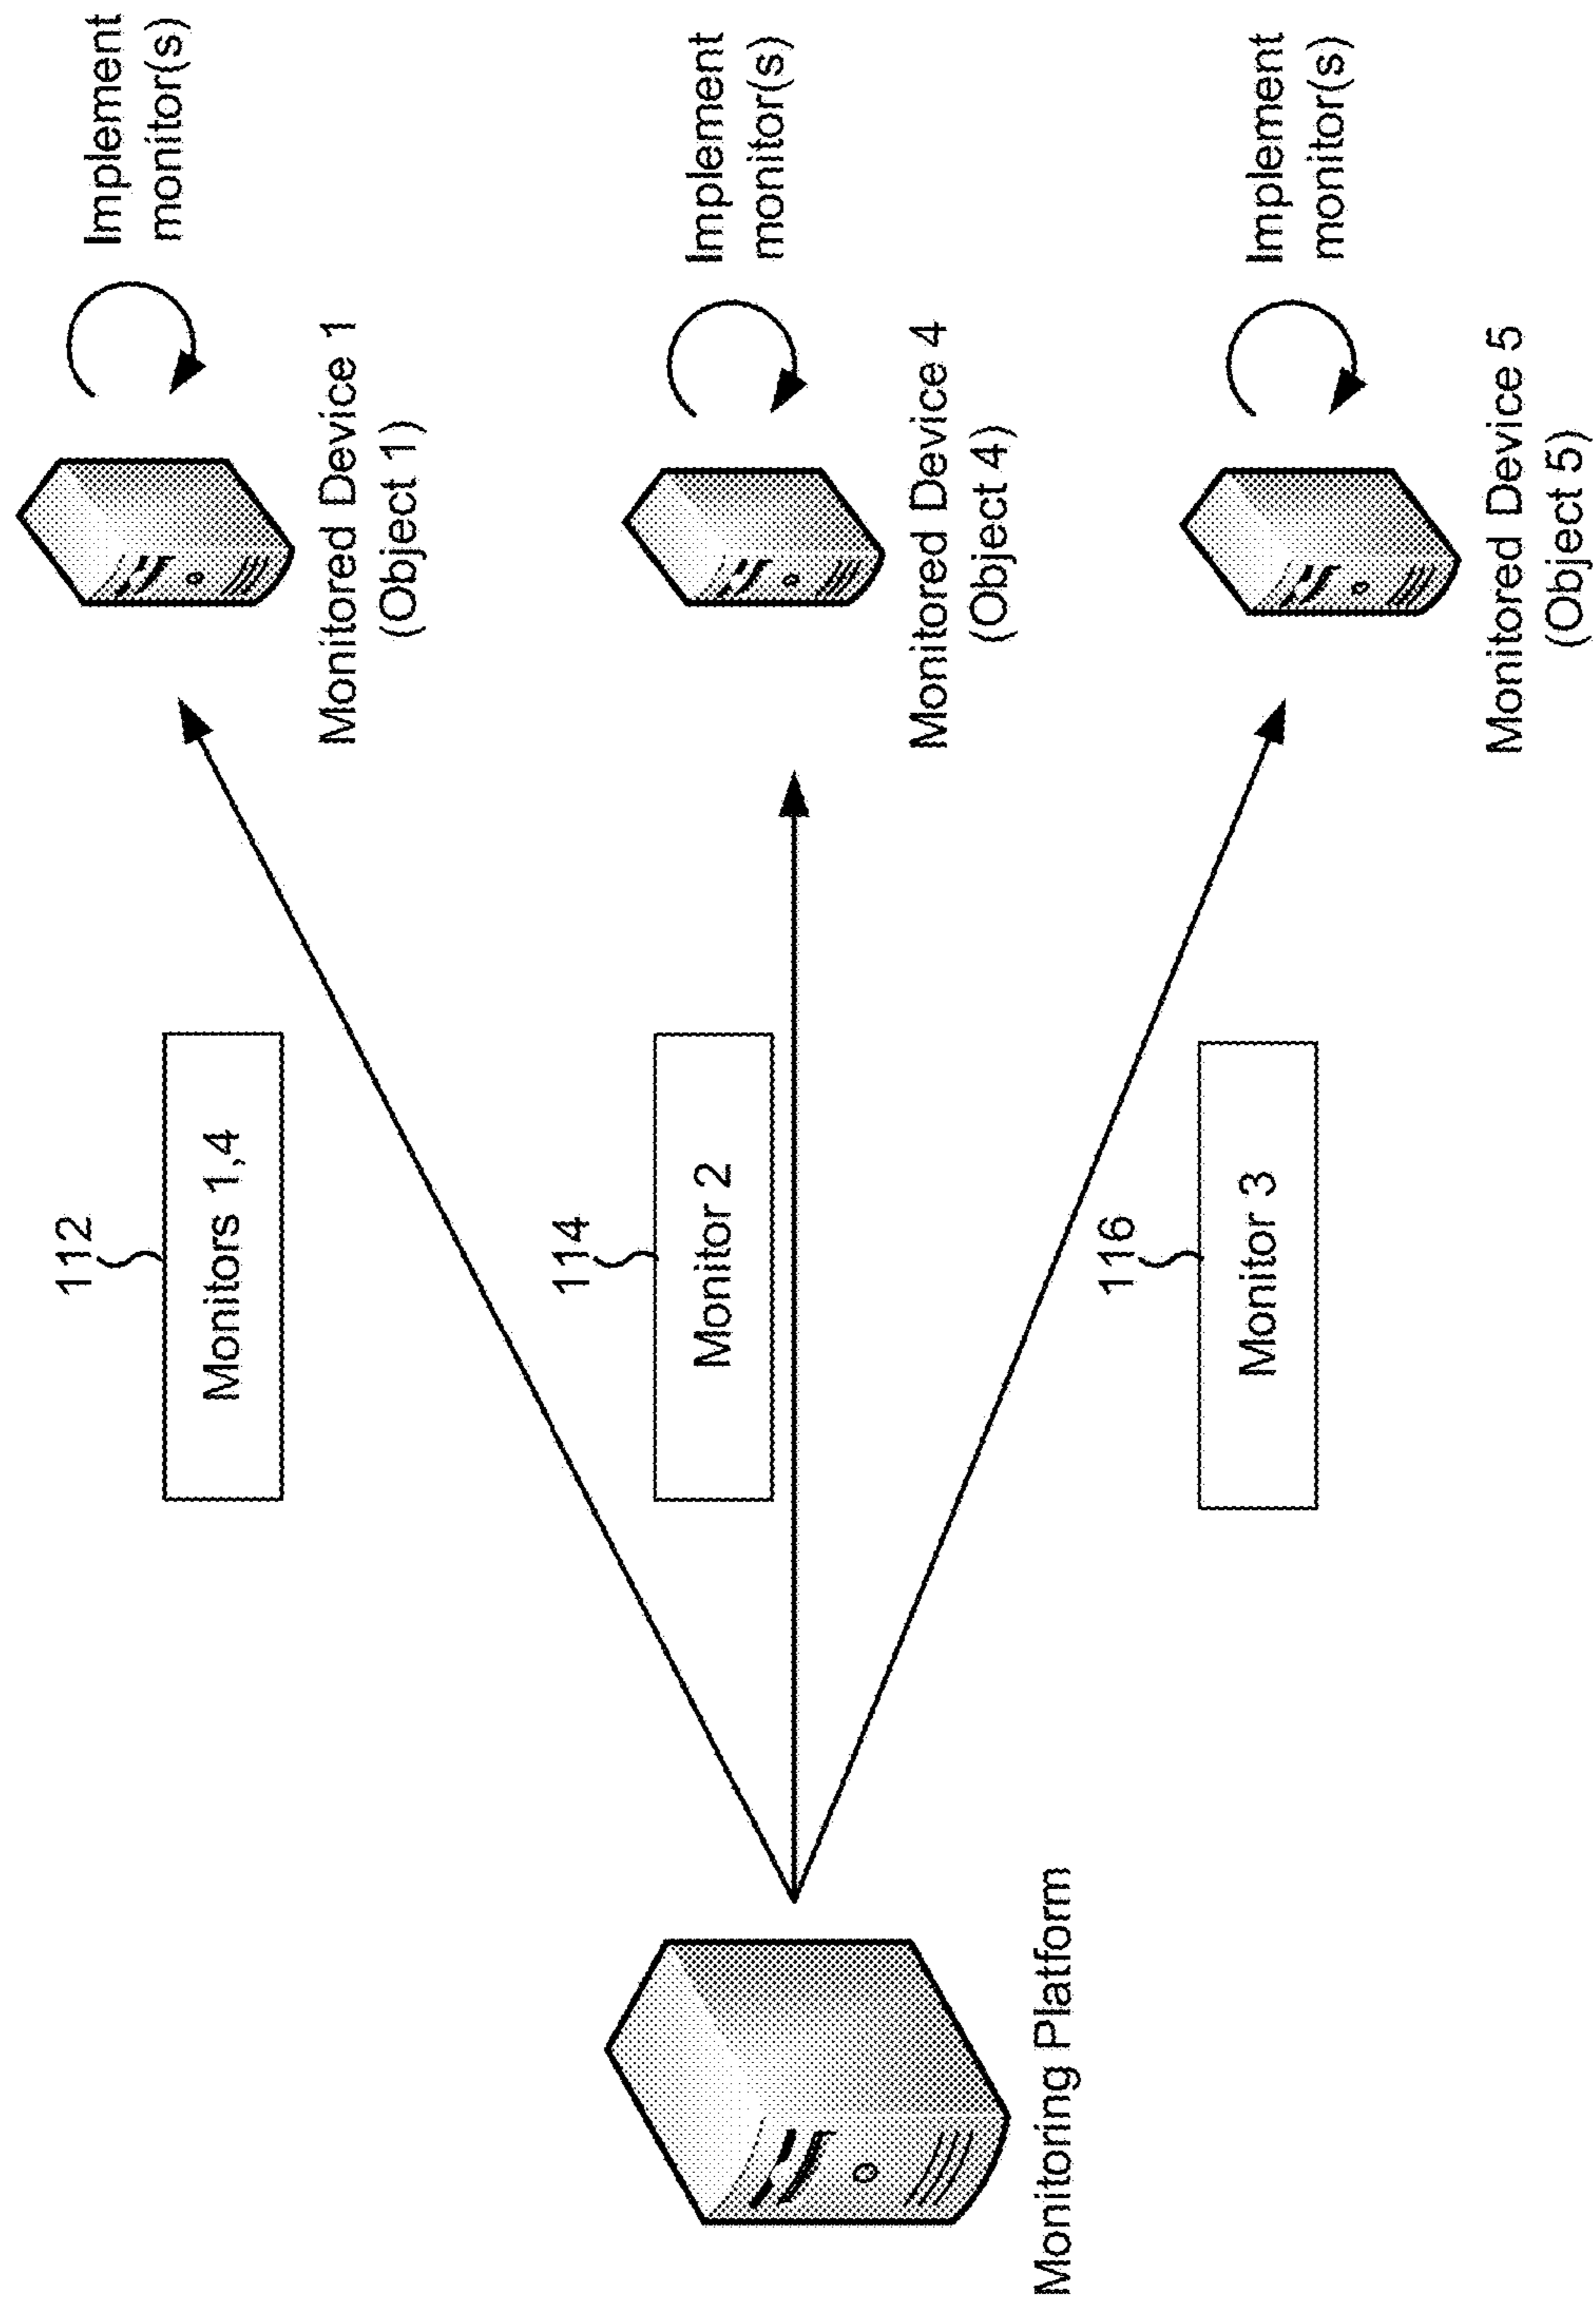 112
Monitors 1,4
Implement
monitor(s)
Monitored Device 1
(Object 1)
114
Monitor 2
Implement
monitor(s)
Monitored Device 4
(Object 4)
Monitoring Platform
116
Monitor 3
Implement
monitor(s)
Monitored Device 5
(Object 5)